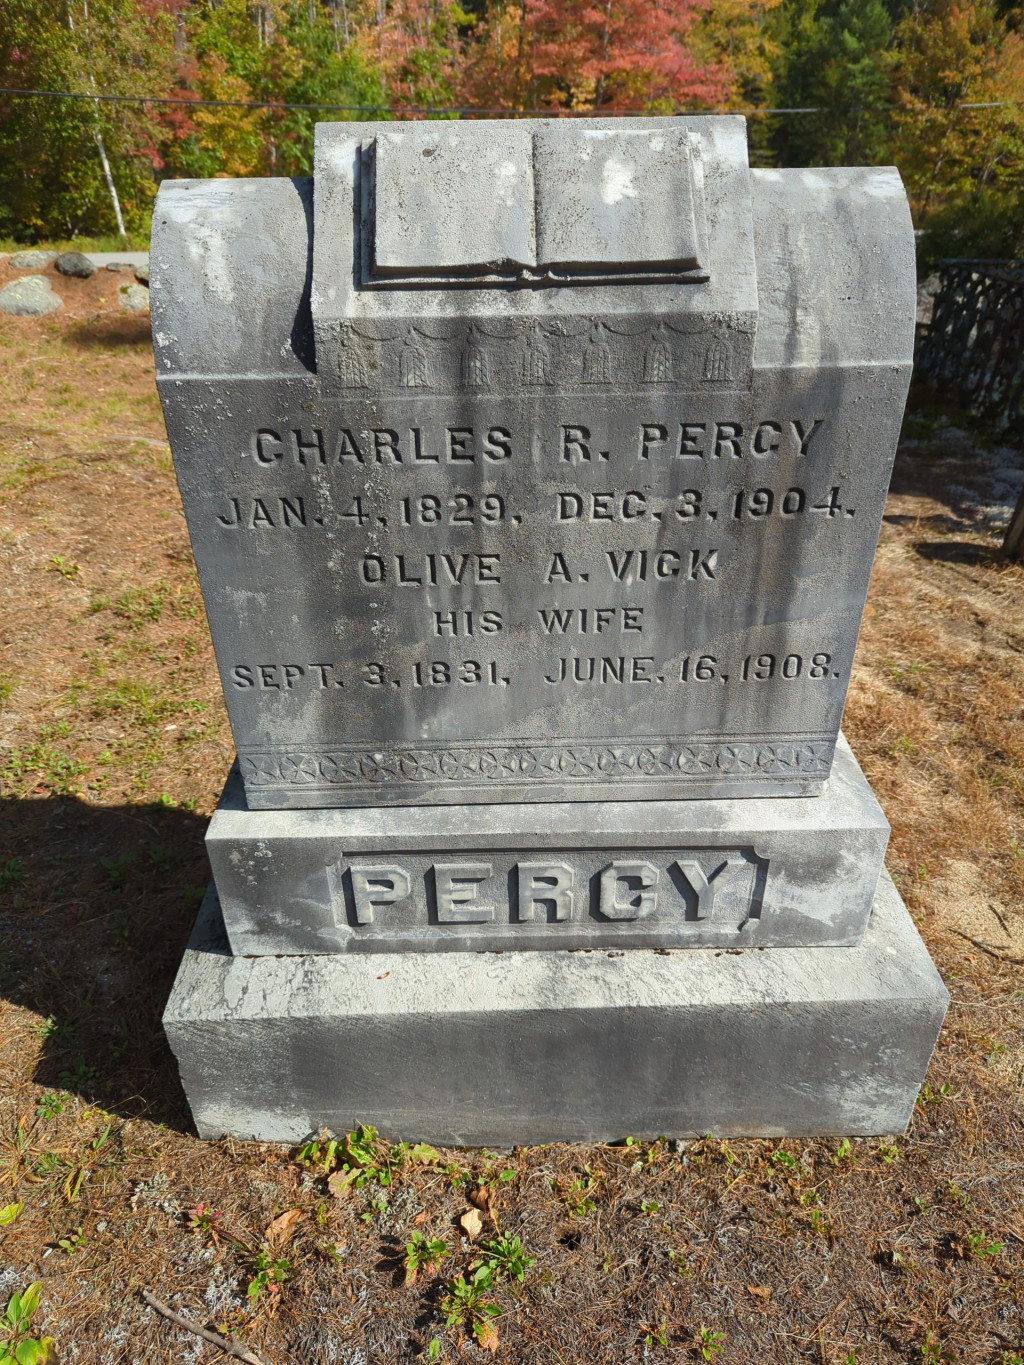 CHARLES R. PERCY
JAN. 4, 1829. DEC. 3, 1904.
OLIVE A. VICK
HIS WIFE
SEPT. 3, 1831, JUNE. 16, 1908.
PERCY